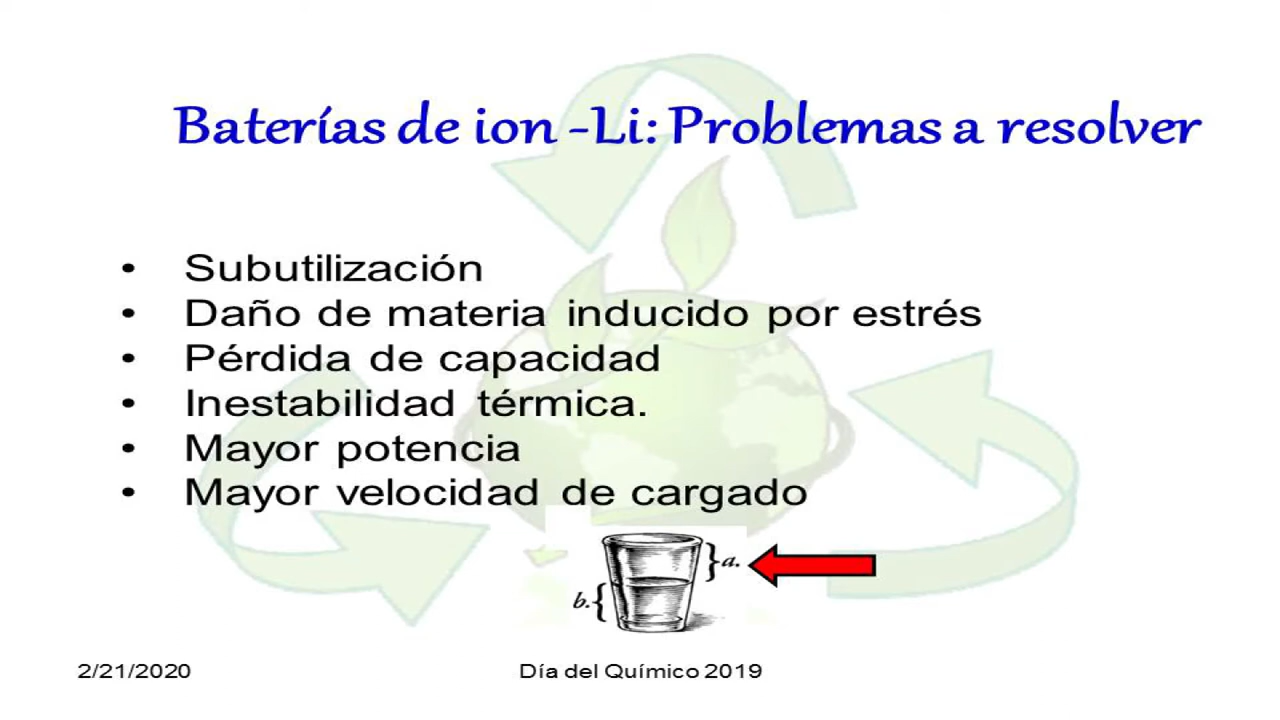 Baterías de ion -Li: Problemas a resolver
• Subutilización
• Daño de materia inducido por estrés
• Pérdida de capacidad
• Inestabilidad térmica.
• Mayor potencia
• Mayor velocidad de cargado
a.
b.
2/21/2020
Día del Químico 2019